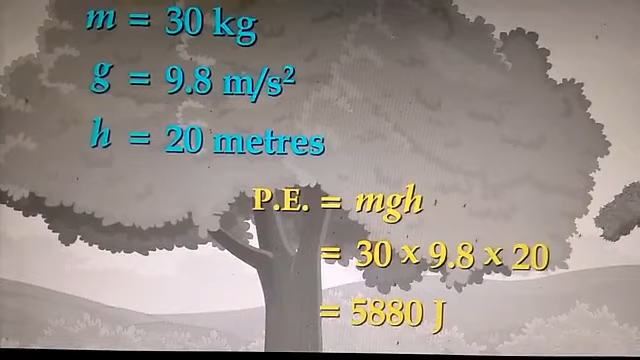 m = 30 kg
g = 9.8 m/s²
h = 20 metres
P.E. = mgh
= 30 x 9.8 x 20
= 5880 J